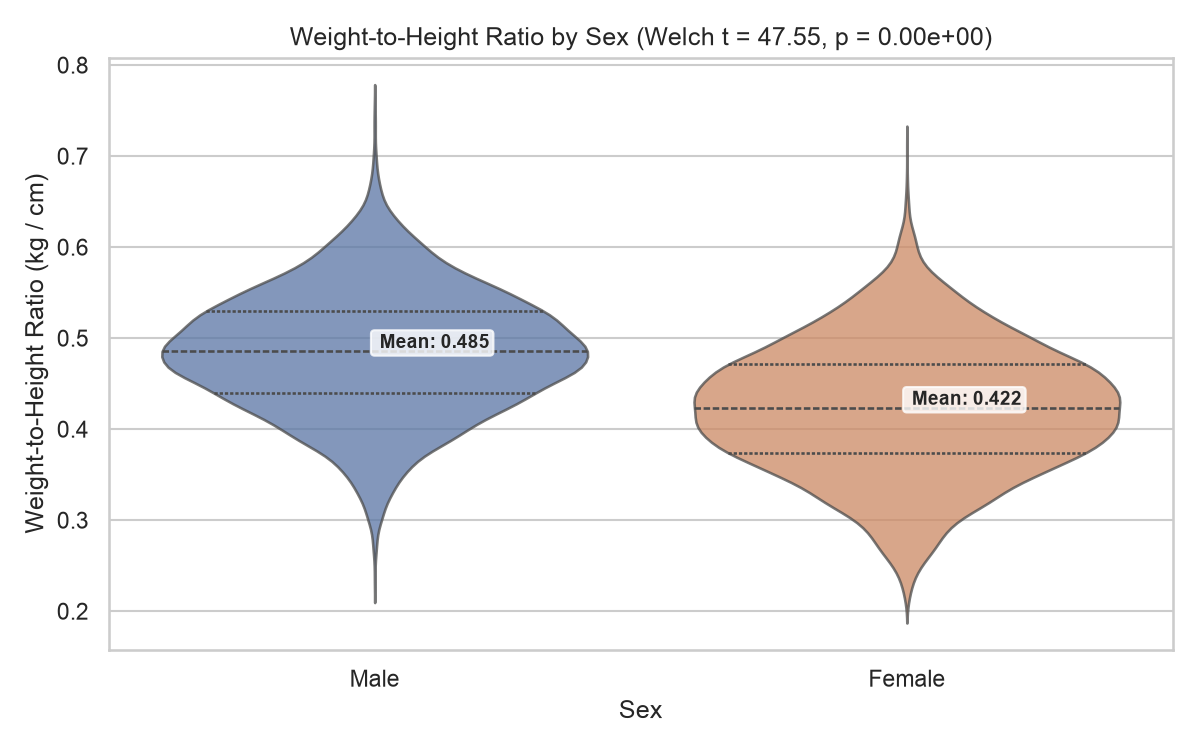 Weight-to-Height Ratio by Sex (Welch t = 47.55, p = 0.00e+00)
Weight-to-Height Ratio (kg / cm)
0.8
0.7
0.6
0.5
0.4
0.3
0.2
Mean: 0.485
Mean: 0.422
Male
Female
Sex